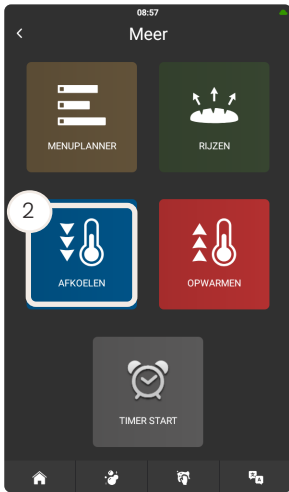 08:57
Meer
MENUPLANNER
RIJZEN
2
AFKOELEN
OPWARMEN
TIMER START